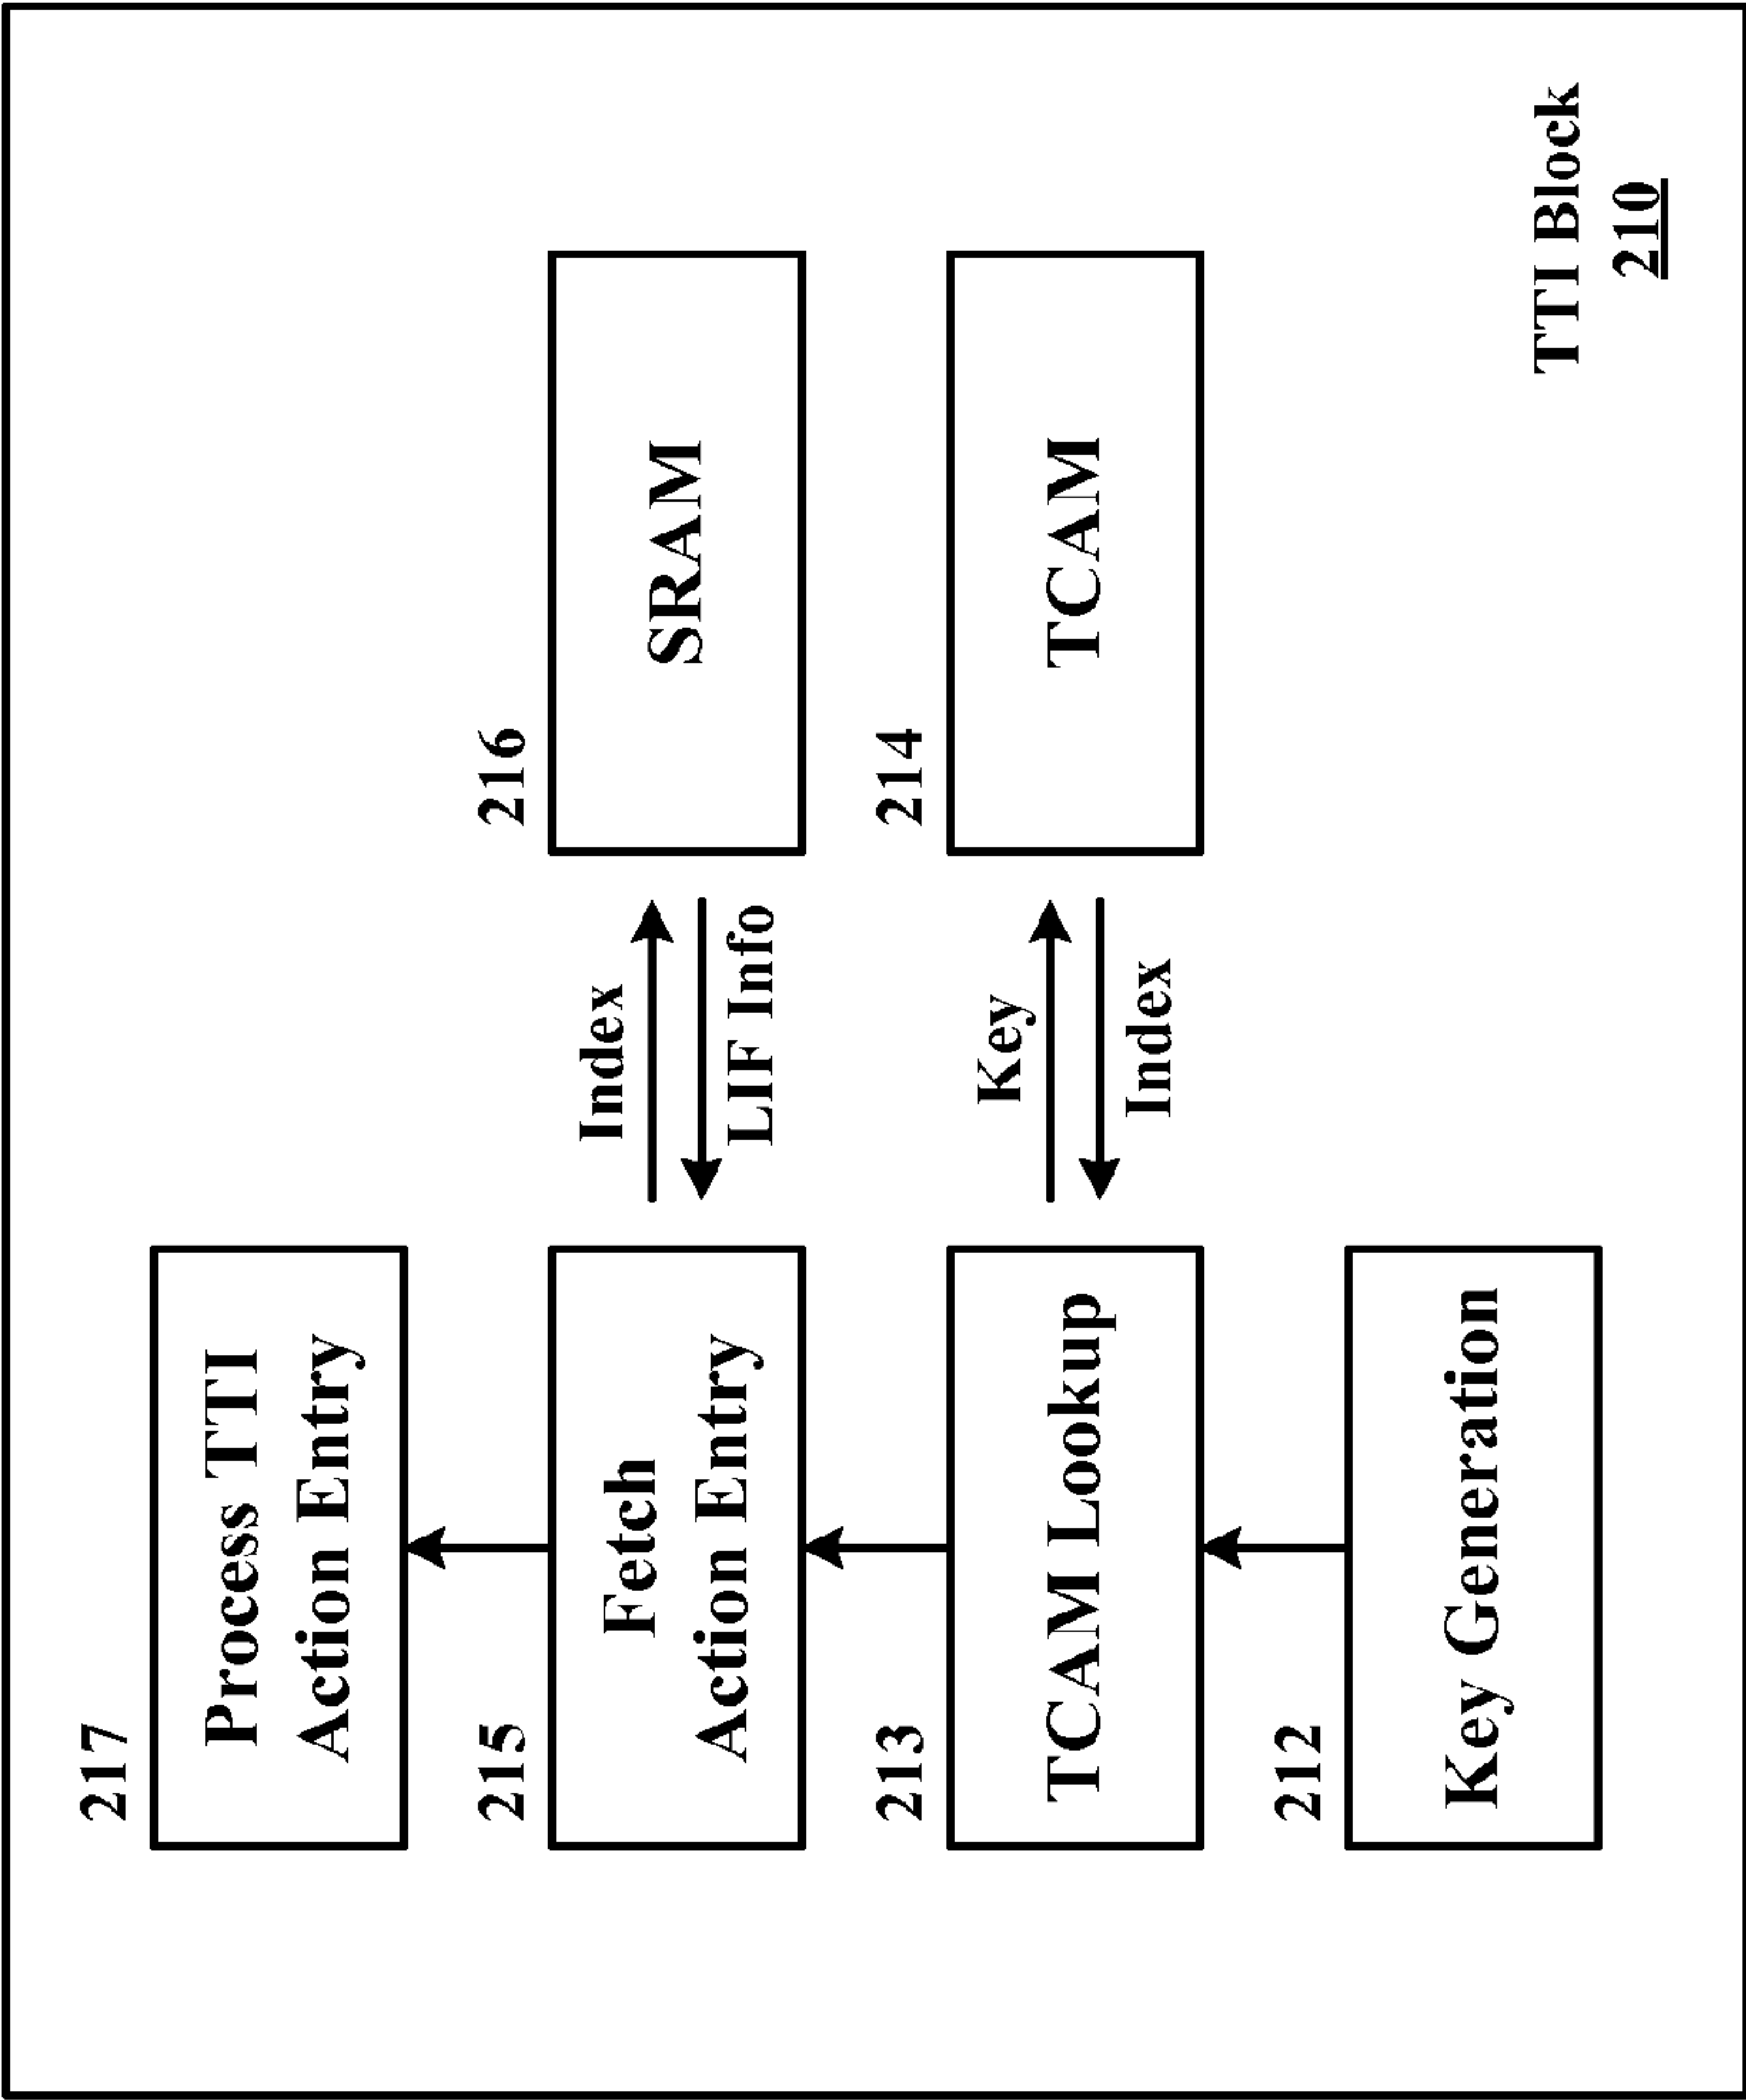 217
Process TTI
Action Entry
215
Fetch
Action Entry
Index
LIF Info
216
SRAM
213
TCAM Lookup
Key
Index
214
TCAM
212
Key Generation
TTI Block
210